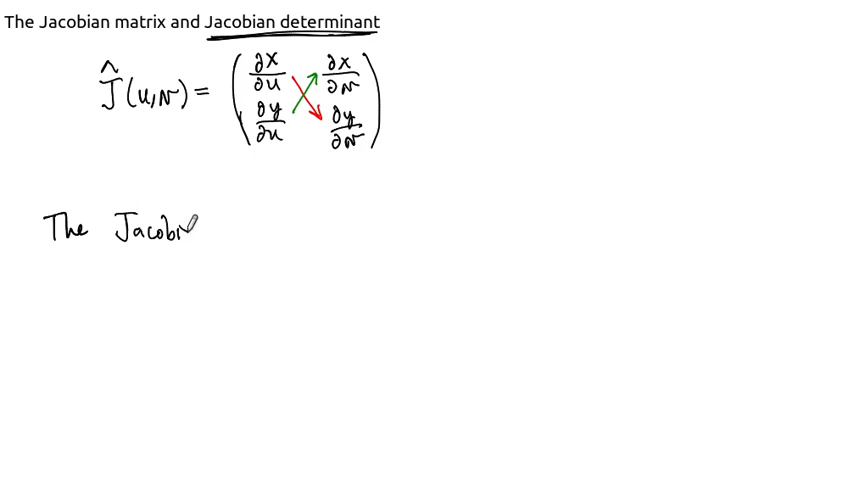 The Jacobian matrix and Jacobian determinant
Ĵ(u,v) = ( ∂x/∂u ∂x/∂v
∂y/∂u ∂y/∂v )
The Jacobi